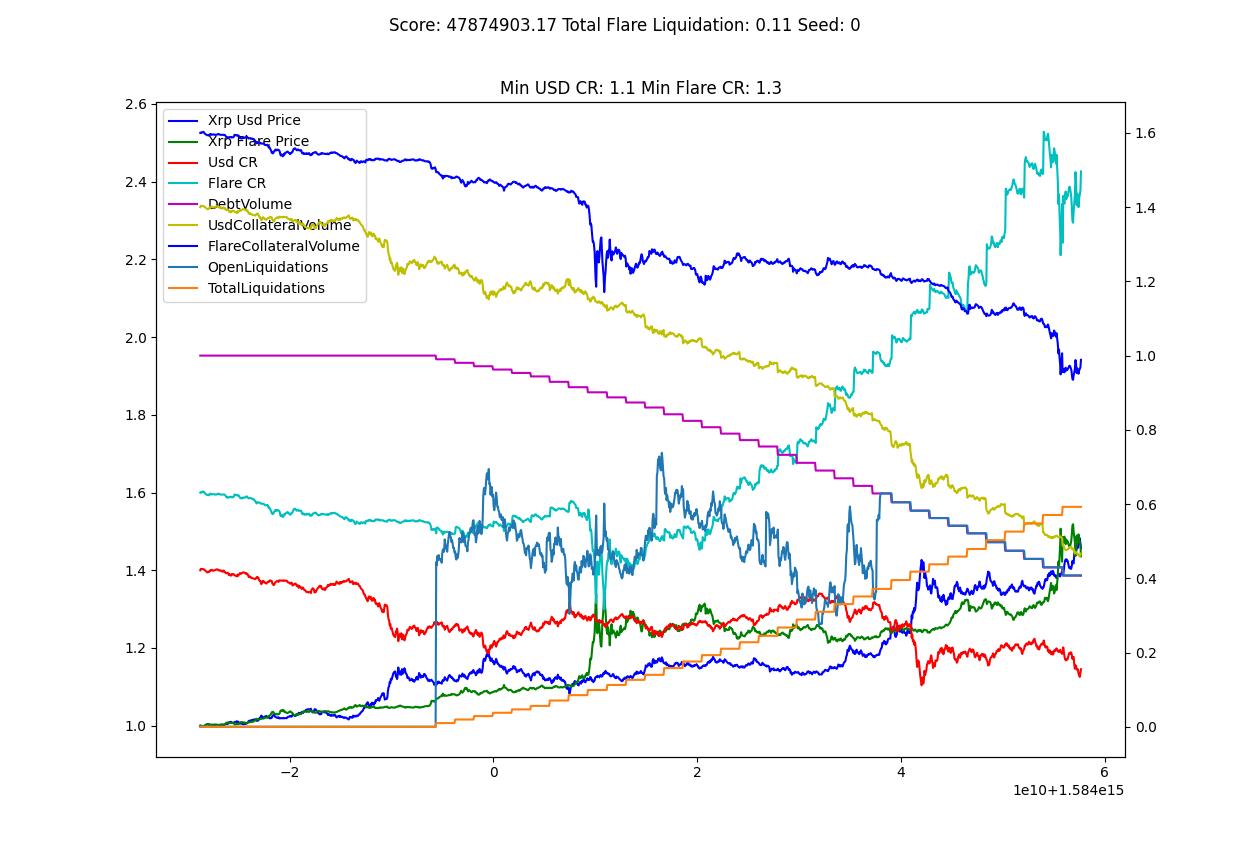 Score: 47874903.17 Total Flare Liquidation: 0.11 Seed: 0
Min USD CR: 1.1 Min Flare CR: 1.3
Xrp Usd Price
Xrp Flare Price
Usd CR
Flare CR
DebtVolume
UsdCollateralVolume
FlareCollateralVolume
OpenLiquidations
TotalLiquidations
2.6
2.4
2.2
2.0
1.8
1.6
1.4
1.2
1.0
1.6
1.4
1.2
1.0
0.8
0.6
0.4
0.2
0.0
−2 0 2 4 6
1e10+1.584e15